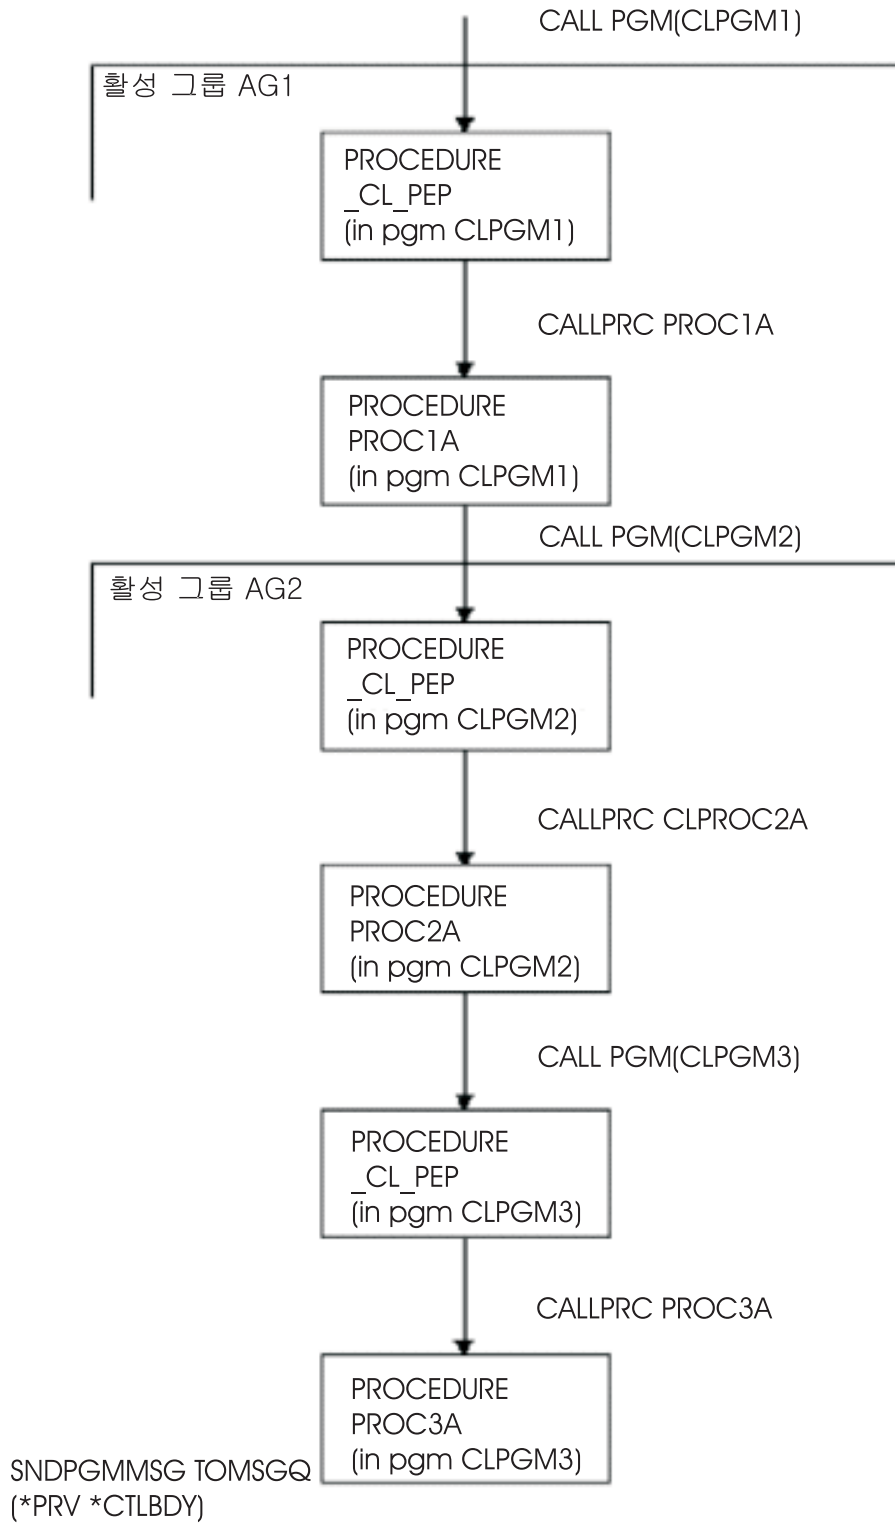 CALL PGM(CLPGM1)
활성 그룹 AG1
PROCEDURE
_CL_PEP
(in pgm CLPGM1)
CALLPRC PROC1A
PROCEDURE
PROC1A
(in pgm CLPGM1)
CALL PGM(CLPGM2)
활성 그룹 AG2
PROCEDURE
_CL_PEP
(in pgm CLPGM2)
CALLPRC CLPROC2A
PROCEDURE
PROC2A
(in pgm CLPGM2)
CALL PGM(CLPGM3)
PROCEDURE
_CL_PEP
(in pgm CLPGM3)
CALLPRC PROC3A
PROCEDURE
PROC3A
(in pgm CLPGM3)
SNDPGMMSG TOMSGQ
(*PRV *CTLBDY)